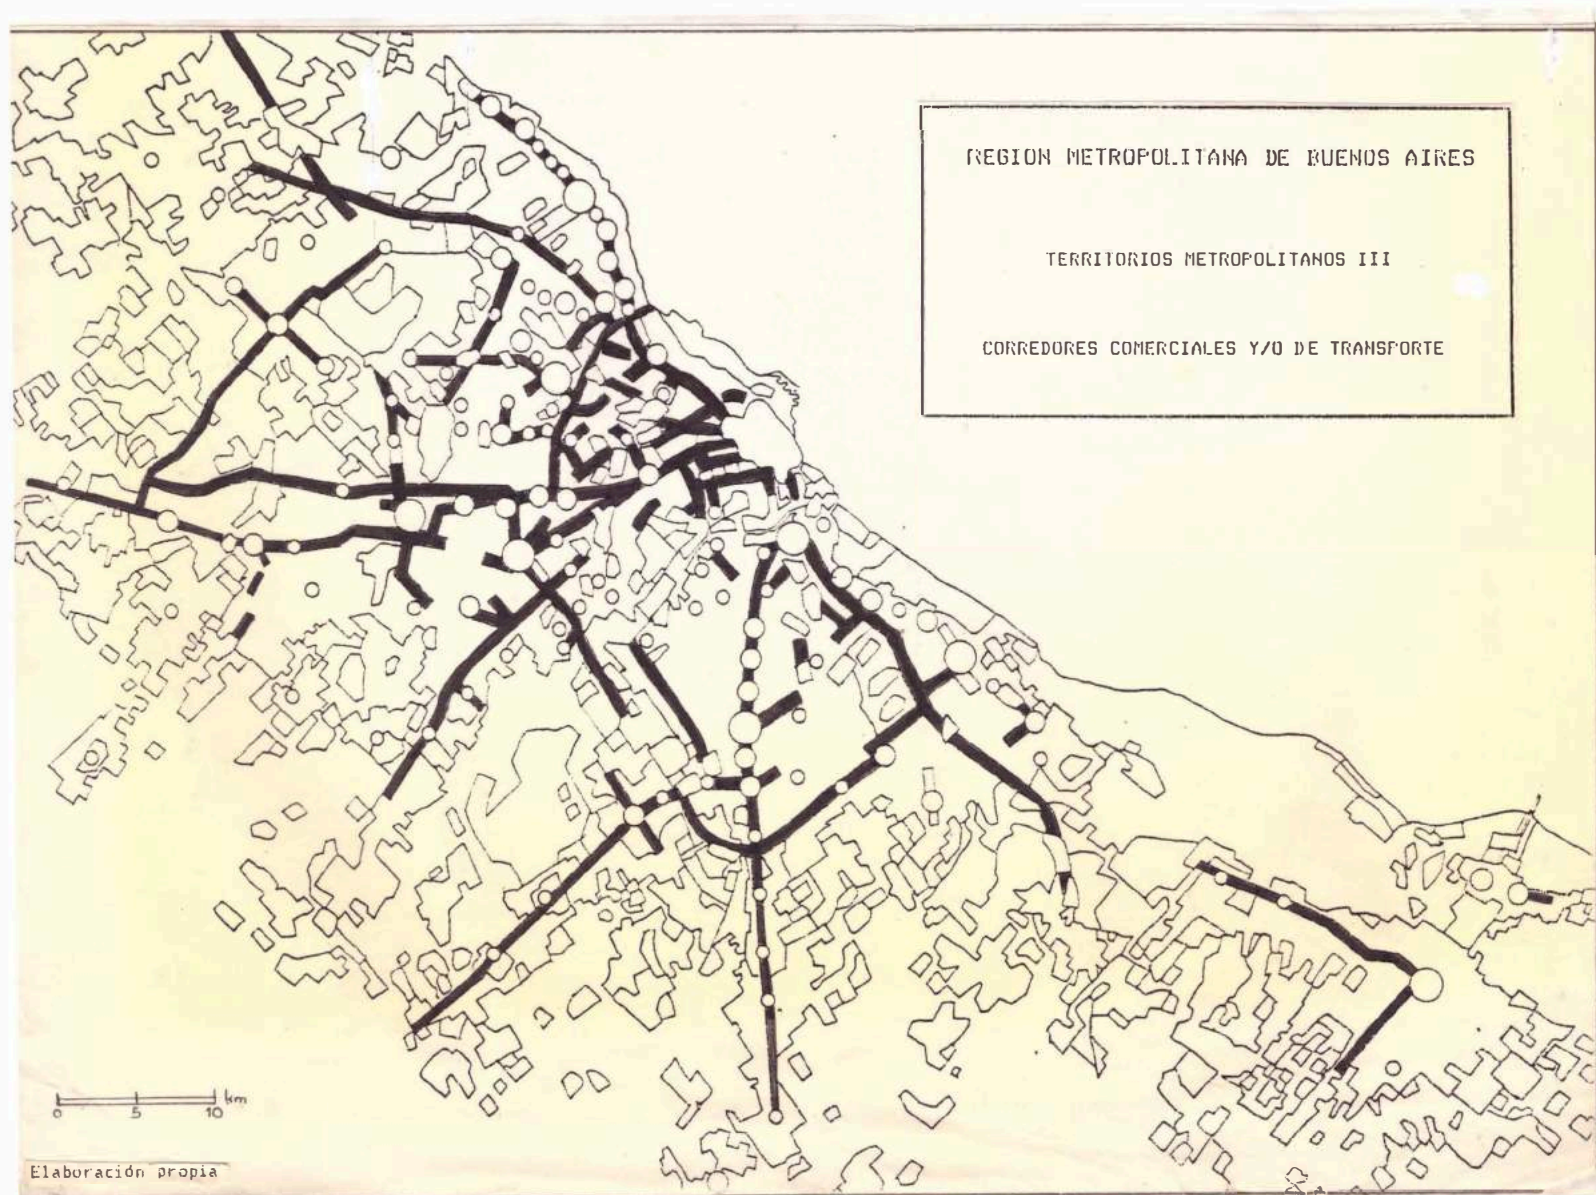 REGION METROPOLITANA DE BUENOS AIRES
TERRITORIOS METROPOLITANOS III
CORREDORES COMERCIALES Y/O DE TRANSPORTE
0 5 10 km
Elaboración propia